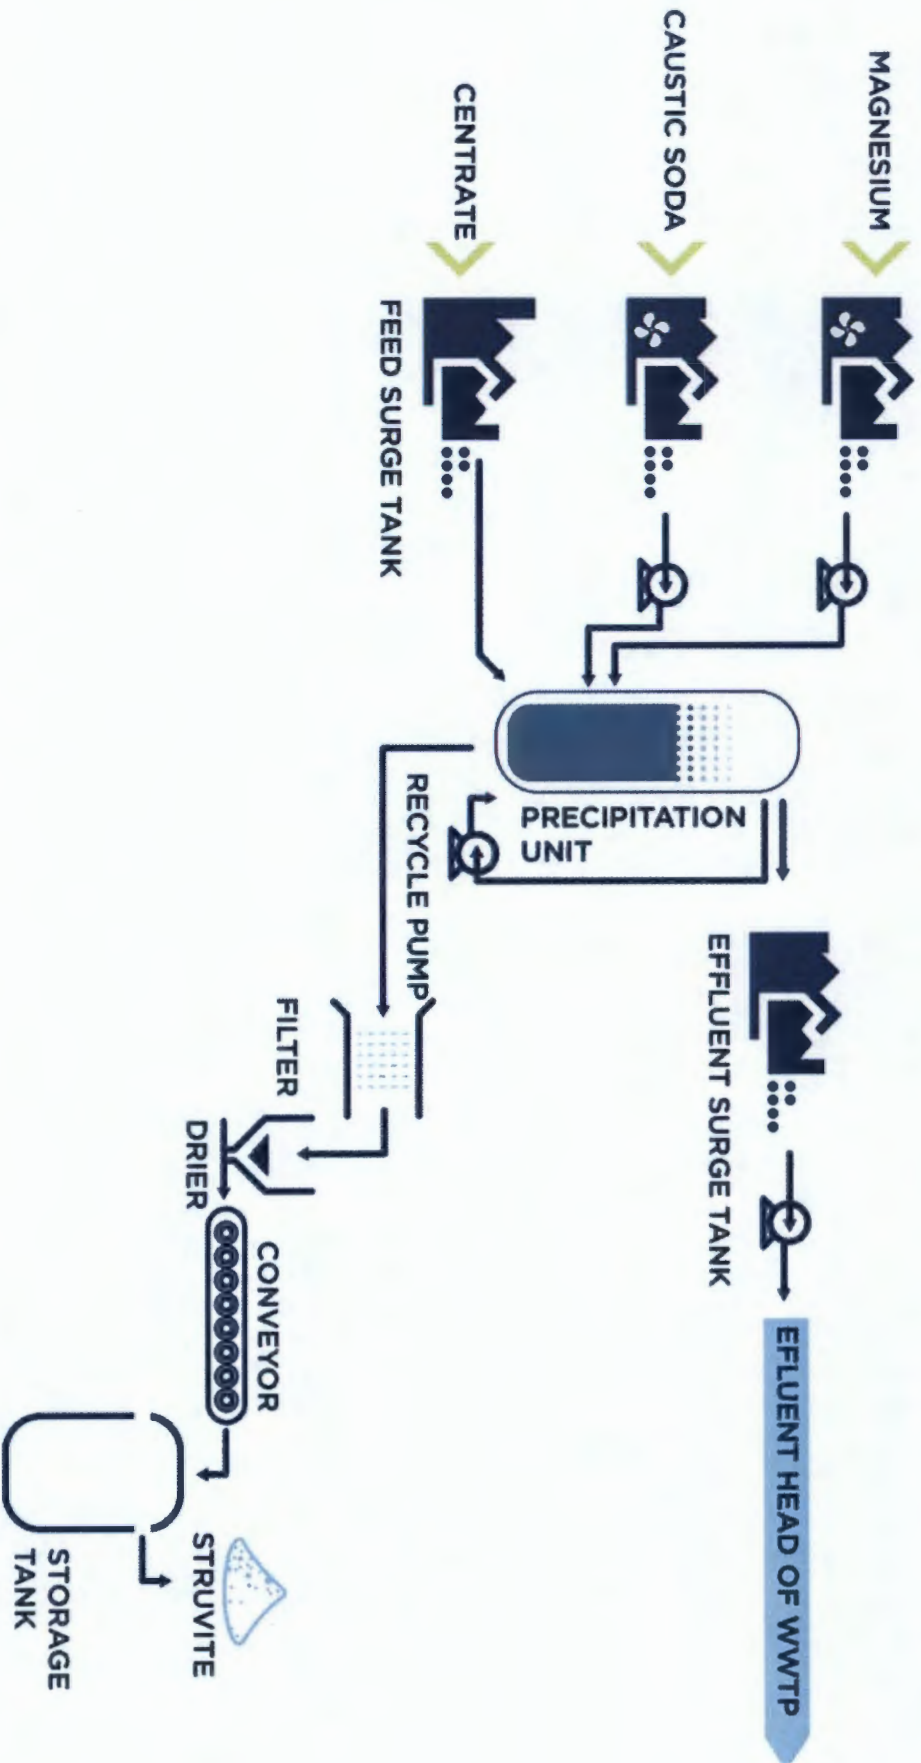 MAGNESIUM
CAUSTIC SODA
CENTRATE
FEED SURGE TANK
PRECIPITATION
UNIT
RECYCLE PUMP
EFFLUENT SURGE TANK
EFLUENT HEAD OF WWTP
FILTER
DRIER
CONVEYOR
STRUVITE
STORAGE
TANK